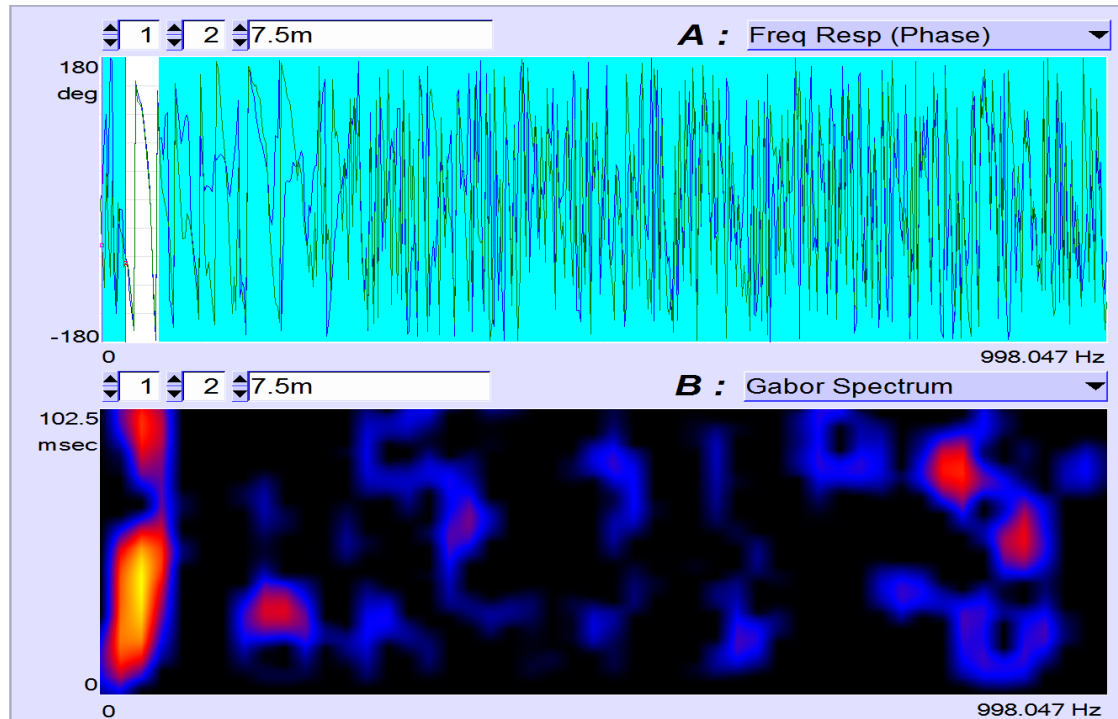 1 2 7.5m A : Freq Resp (Phase)
180
deg
-180
0 998.047 Hz
1 2 7.5m B : Gabor Spectrum
102.5
msec
0
0 998.047 Hz